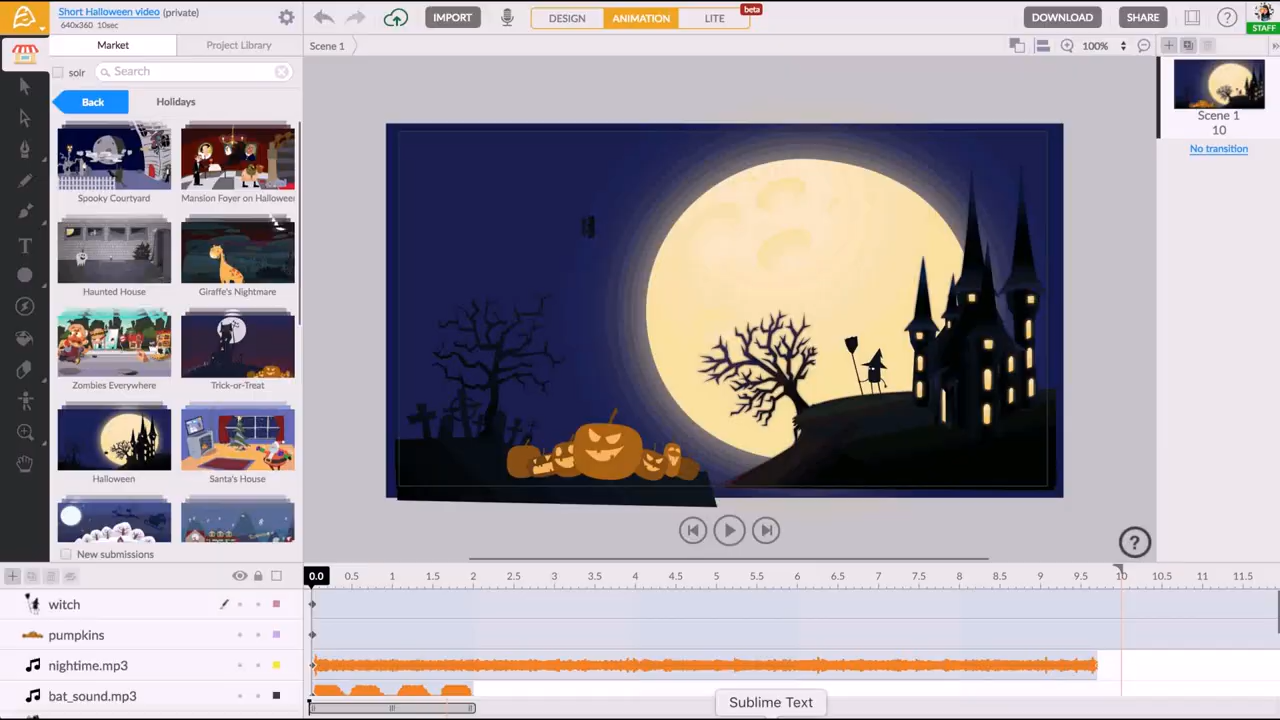 Short Halloween video (private)
640x360 10sec
IMPORT
DESIGN
ANIMATION
LITE
beta
DOWNLOAD
SHARE
?
STAFF
Market
Project Library
Scene 1
100%
solr
Search
Back
Holidays
Spooky Courtyard
Mansion Foyer on Halloween
Haunted House
Giraffe's Nightmare
Zombies Everywhere
Trick-or-Treat
Halloween
Santa's House
New submissions
Scene 1
10
No transition
?
0.0 0.5 1 1.5 2 2.5 3 3.5 4 4.5 5 5.5 6 6.5 7 7.5 8 8.5 9 9.5 10 10.5 11 11.5
witch
pumpkins
nightime.mp3
bat_sound.mp3
Sublime Text